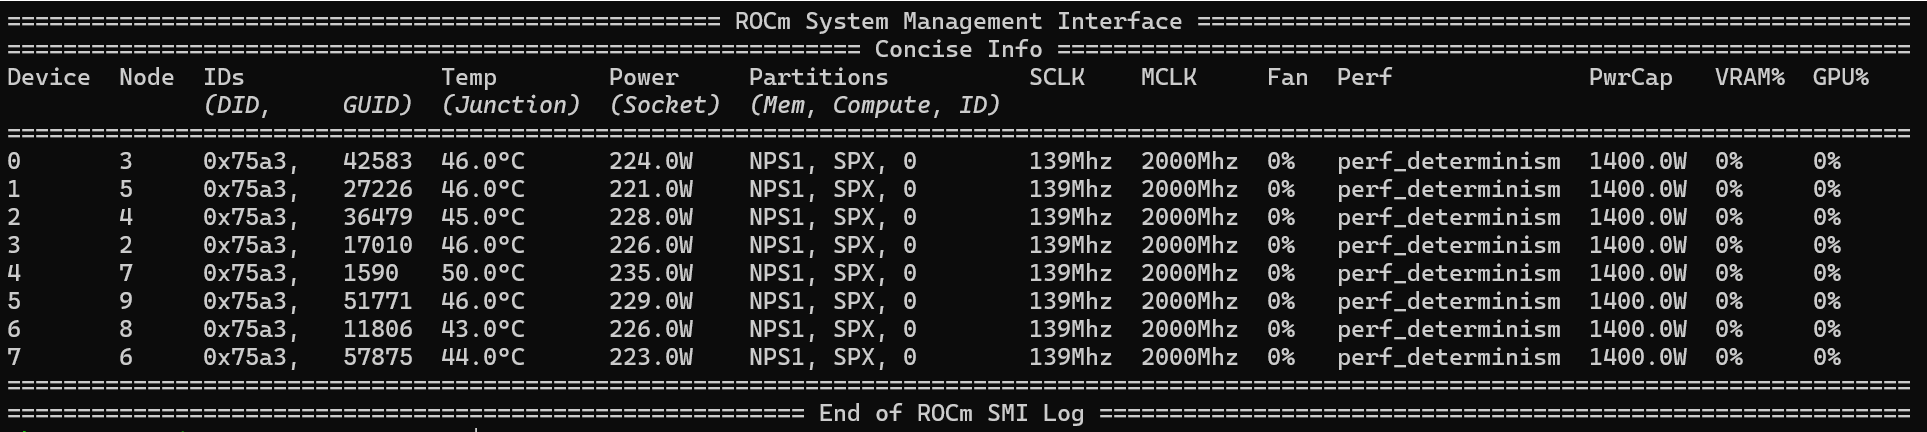 =================================================== ROCm System Management Interface ===================================================
============================================================= Concise Info =============================================================
Device  Node  IDs              Temp        Power     Partitions          SCLK    MCLK     Fan  Perf              PwrCap   VRAM%  GPU%
              (DID,     GUID)  (Junction)  (Socket)  (Mem, Compute, ID)
========================================================================================================================================
0       3     0x75a3,   42583  46.0°C      224.0W    NPS1, SPX, 0        139Mhz  2000Mhz  0%   perf_determinism  1400.0W  0%     0%
1       5     0x75a3,   27226  46.0°C      221.0W    NPS1, SPX, 0        139Mhz  2000Mhz  0%   perf_determinism  1400.0W  0%     0%
2       4     0x75a3,   36479  45.0°C      228.0W    NPS1, SPX, 0        139Mhz  2000Mhz  0%   perf_determinism  1400.0W  0%     0%
3       2     0x75a3,   17010  46.0°C      226.0W    NPS1, SPX, 0        139Mhz  2000Mhz  0%   perf_determinism  1400.0W  0%     0%
4       7     0x75a3,   1590   50.0°C      235.0W    NPS1, SPX, 0        139Mhz  2000Mhz  0%   perf_determinism  1400.0W  0%     0%
5       9     0x75a3,   51771  46.0°C      229.0W    NPS1, SPX, 0        139Mhz  2000Mhz  0%   perf_determinism  1400.0W  0%     0%
6       8     0x75a3,   11806  43.0°C      226.0W    NPS1, SPX, 0        139Mhz  2000Mhz  0%   perf_determinism  1400.0W  0%     0%
7       6     0x75a3,   57875  44.0°C      223.0W    NPS1, SPX, 0        139Mhz  2000Mhz  0%   perf_determinism  1400.0W  0%     0%
========================================================================================================================================
========================================================= End of ROCm SMI Log ==========================================================